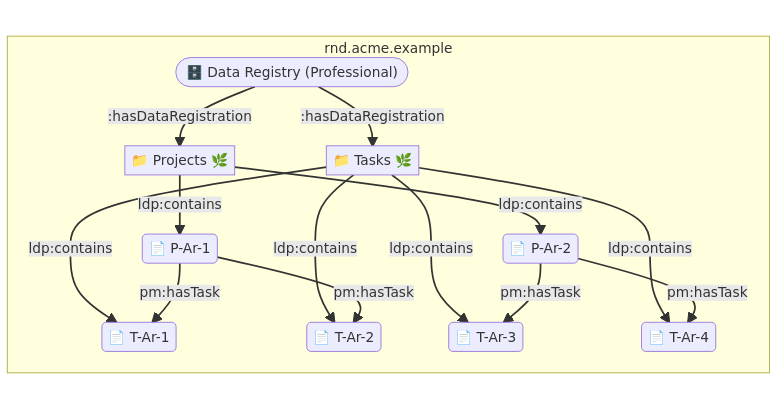 rnd.acme.example
🗄️ Data Registry (Professional)
:hasDataRegistration
:hasDataRegistration
📁 Projects 🌿
📁 Tasks 🌿
ldp:contains
ldp:contains
ldp:contains
ldp:contains
ldp:contains
ldp:contains
📄 P-Ar-1
📄 P-Ar-2
pm:hasTask
pm:hasTask
pm:hasTask
pm:hasTask
📄 T-Ar-1
📄 T-Ar-2
📄 T-Ar-3
📄 T-Ar-4